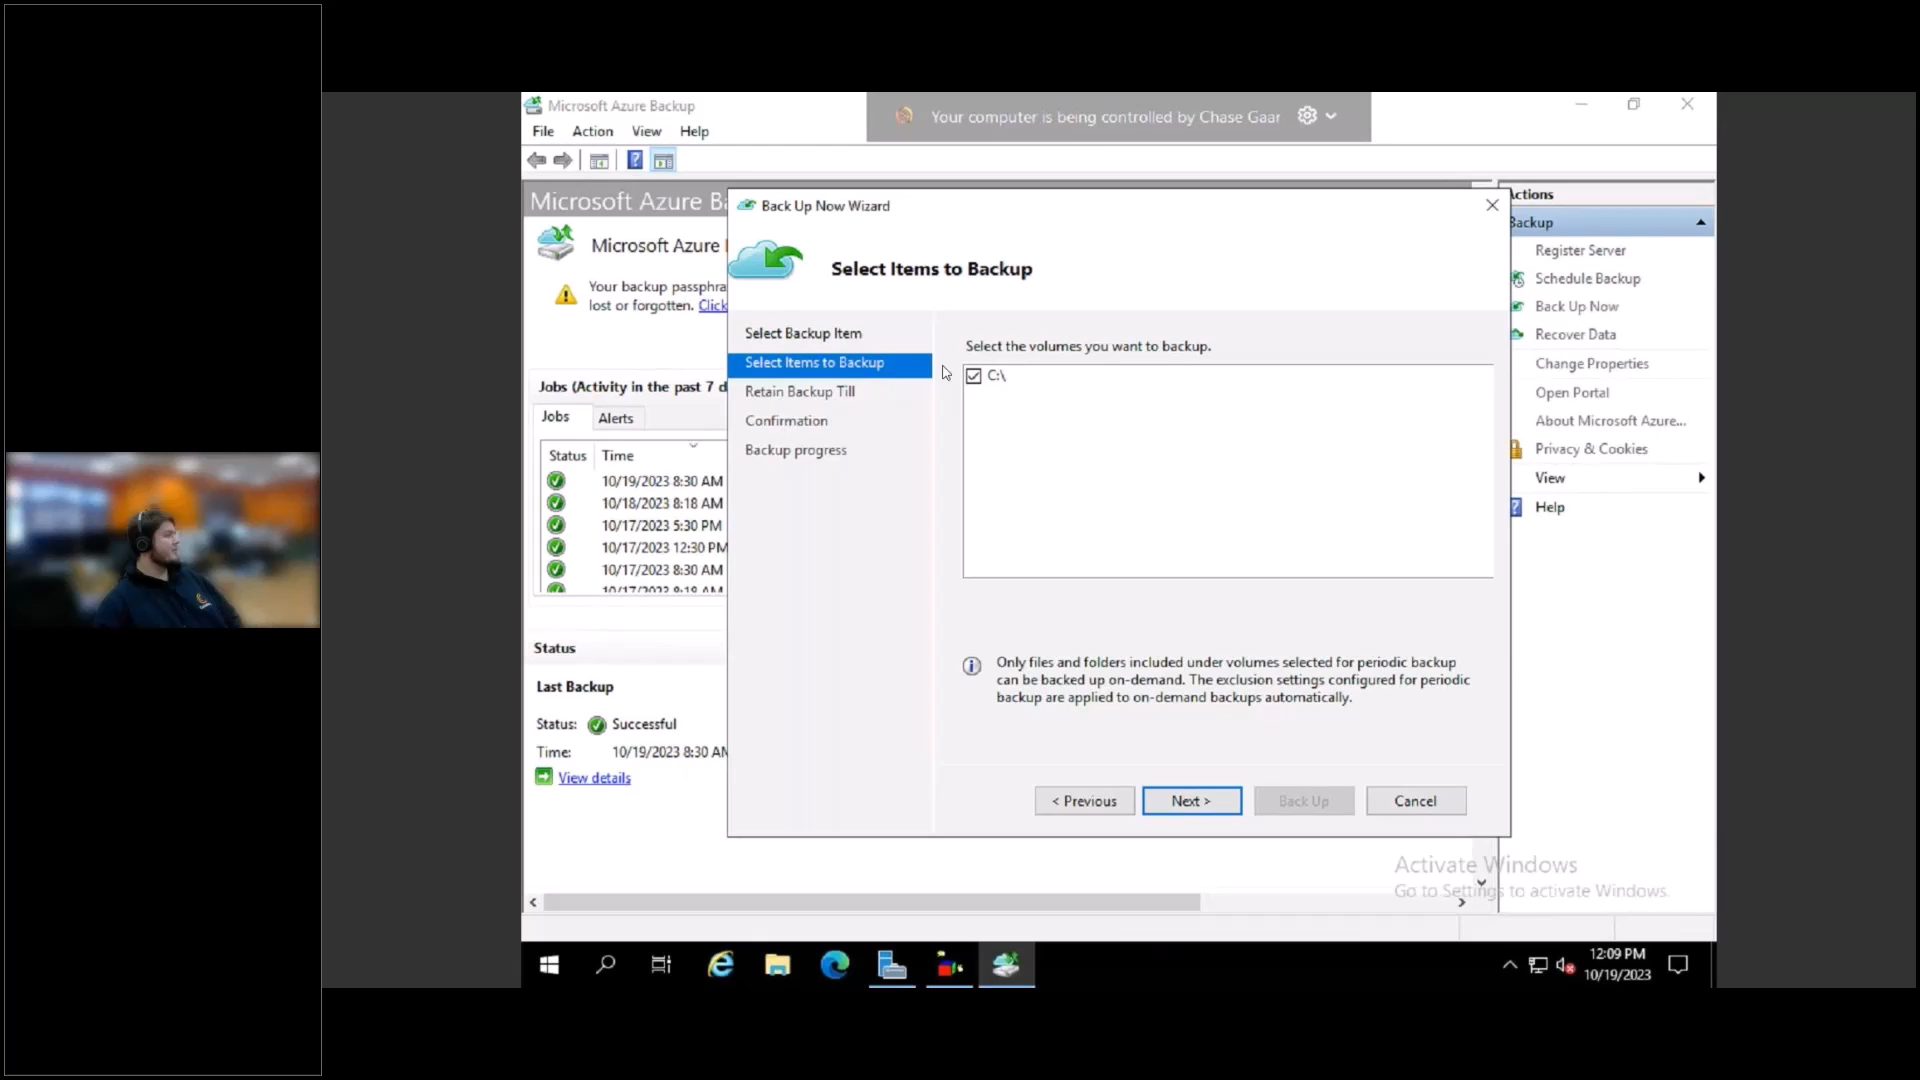 Microsoft Azure Backup
Your computer is being controlled by Chase Gaar
File Action View Help
Microsoft Azure Ba
Microsoft Azure
Your backup passphra
lost or forgotten. Click
Jobs (Activity in the past 7 d
Jobs Alerts
Status Time
10/19/2023 8:30 AM
10/18/2023 8:18 AM
10/17/2023 5:30 PM
10/17/2023 12:30 PM
10/17/2023 8:30 AM
10/17/2023 8:18 AM
Status
Last Backup
Status: Successful
Time: 10/19/2023 8:30 AM
View details
Back Up Now Wizard
Select Items to Backup
Select Backup Item
Select Items to Backup
Retain Backup Till
Confirmation
Backup progress
Select the volumes you want to backup.
C:\
Only files and folders included under volumes selected for periodic backup
can be backed up on-demand. The exclusion settings configured for periodic
backup are applied to on-demand backups automatically.
< Previous Next > Back Up Cancel
Actions
Backup
Register Server
Schedule Backup
Back Up Now
Recover Data
Change Properties
Open Portal
About Microsoft Azure...
Privacy & Cookies
View
Help
Activate Windows
Go to Settings to activate Windows.
12:09 PM
10/19/2023